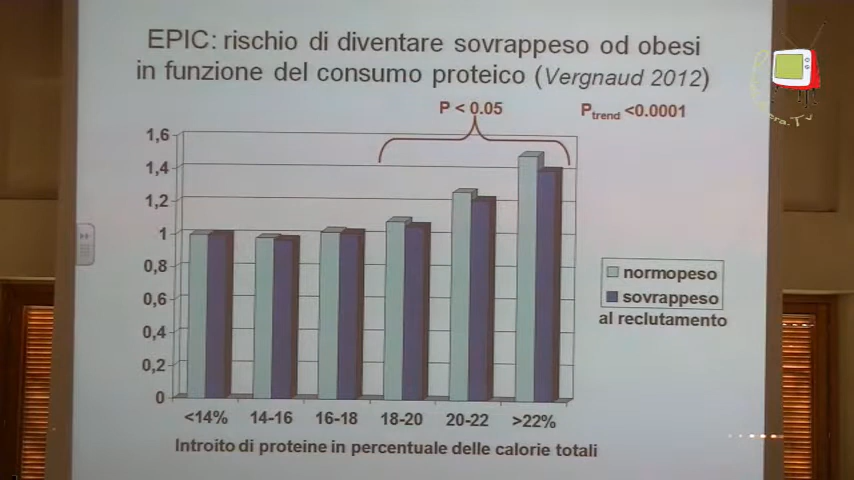 EPIC: rischio di diventare sovrappeso od obesi
in funzione del consumo proteico (Vergnaud 2012)
P < 0.05
Ptrend <0.0001
1,6
1,4
1,2
1
0,8
0,6
0,4
0,2
0
<14% 14-16 16-18 18-20 20-22 >22%
Introito di proteine in percentuale delle calorie totali
normopeso
sovrappeso
al reclutamento